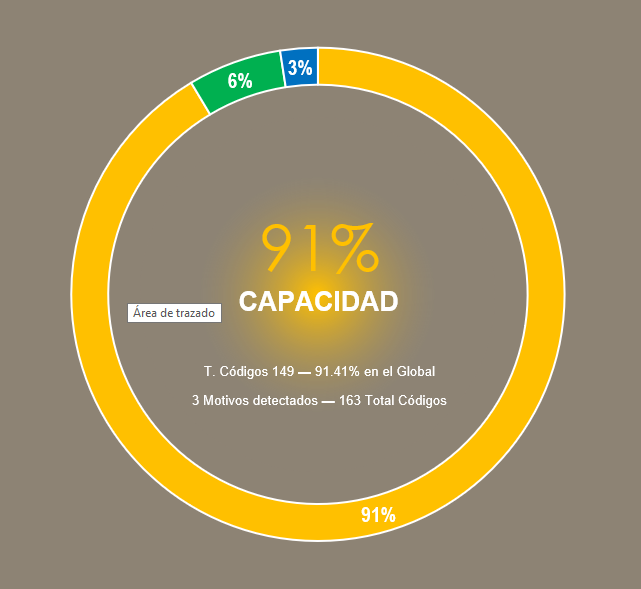 3%
6%
91%
CAPACIDAD
Área de trazado
T. Códigos 149 — 91.41% en el Global
3 Motivos detectados — 163 Total Códigos
91%